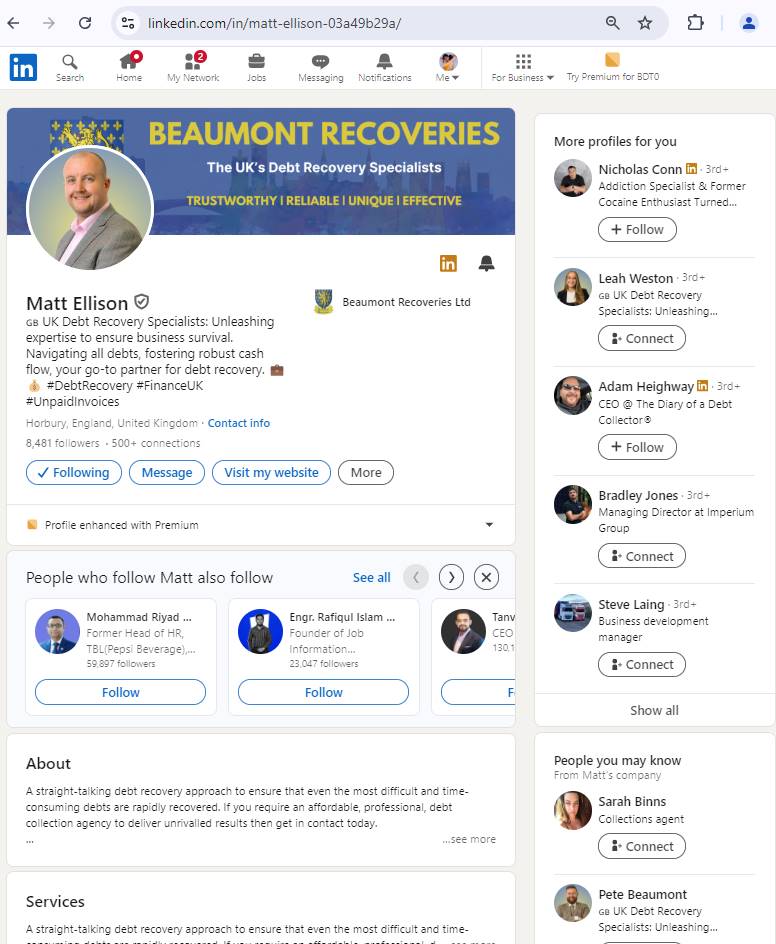 linkedin.com/in/matt-ellison-03a49b29a/
in
Search
Home
2
My Network
Jobs
Messaging
Notifications
Me
For Business
Try Premium for BDT0
BEAUMONT RECOVERIES
The UK's Debt Recovery Specialists
TRUSTWORTHY | RELIABLE | UNIQUE | EFFECTIVE
in
Matt Ellison
Beaumont Recoveries Ltd
GB UK Debt Recovery Specialists: Unleashing
expertise to ensure business survival.
Navigating all debts, fostering robust cash
flow, your go-to partner for debt recovery. 💼
💰 #DebtRecovery #FinanceUK
#UnpaidInvoices
Horbury, England, United Kingdom · Contact info
8,481 followers · 500+ connections
Following
Message
Visit my website
More
Profile enhanced with Premium
People who follow Matt also follow
See all
Mohammad Riyad ...
Former Head of HR,
TBL(Pepsi Beverage),...
59,897 followers
Follow
Engr. Rafiqul Islam ...
Founder of Job
Information...
23,047 followers
Follow
Tanv
CEO
130,1
F
About
A straight-talking debt recovery approach to ensure that even the most difficult and time-
consuming debts are rapidly recovered. If you require an affordable, professional, debt
collection agency to deliver unrivalled results then get in contact today.
...
...see more
Services
A straight-talking debt recovery approach to ensure that even the most difficult and time-
consuming debts are rapidly recovered. If you require an affordable, professional, d... see more
More profiles for you
Nicholas Conn in · 3rd+
Addiction Specialist & Former
Cocaine Enthusiast Turned...
+ Follow
Leah Weston · 3rd+
GB UK Debt Recovery
Specialists: Unleashing...
Connect
Adam Heighway in · 3rd+
CEO @ The Diary of a Debt
Collector®
+ Follow
Bradley Jones · 3rd+
Managing Director at Imperium
Group
Connect
Steve Laing · 3rd+
Business development
manager
Connect
Show all
People you may know
From Matt's company
Sarah Binns
Collections agent
Connect
Pete Beaumont
GB UK Debt Recovery
Specialists: Unleashing...